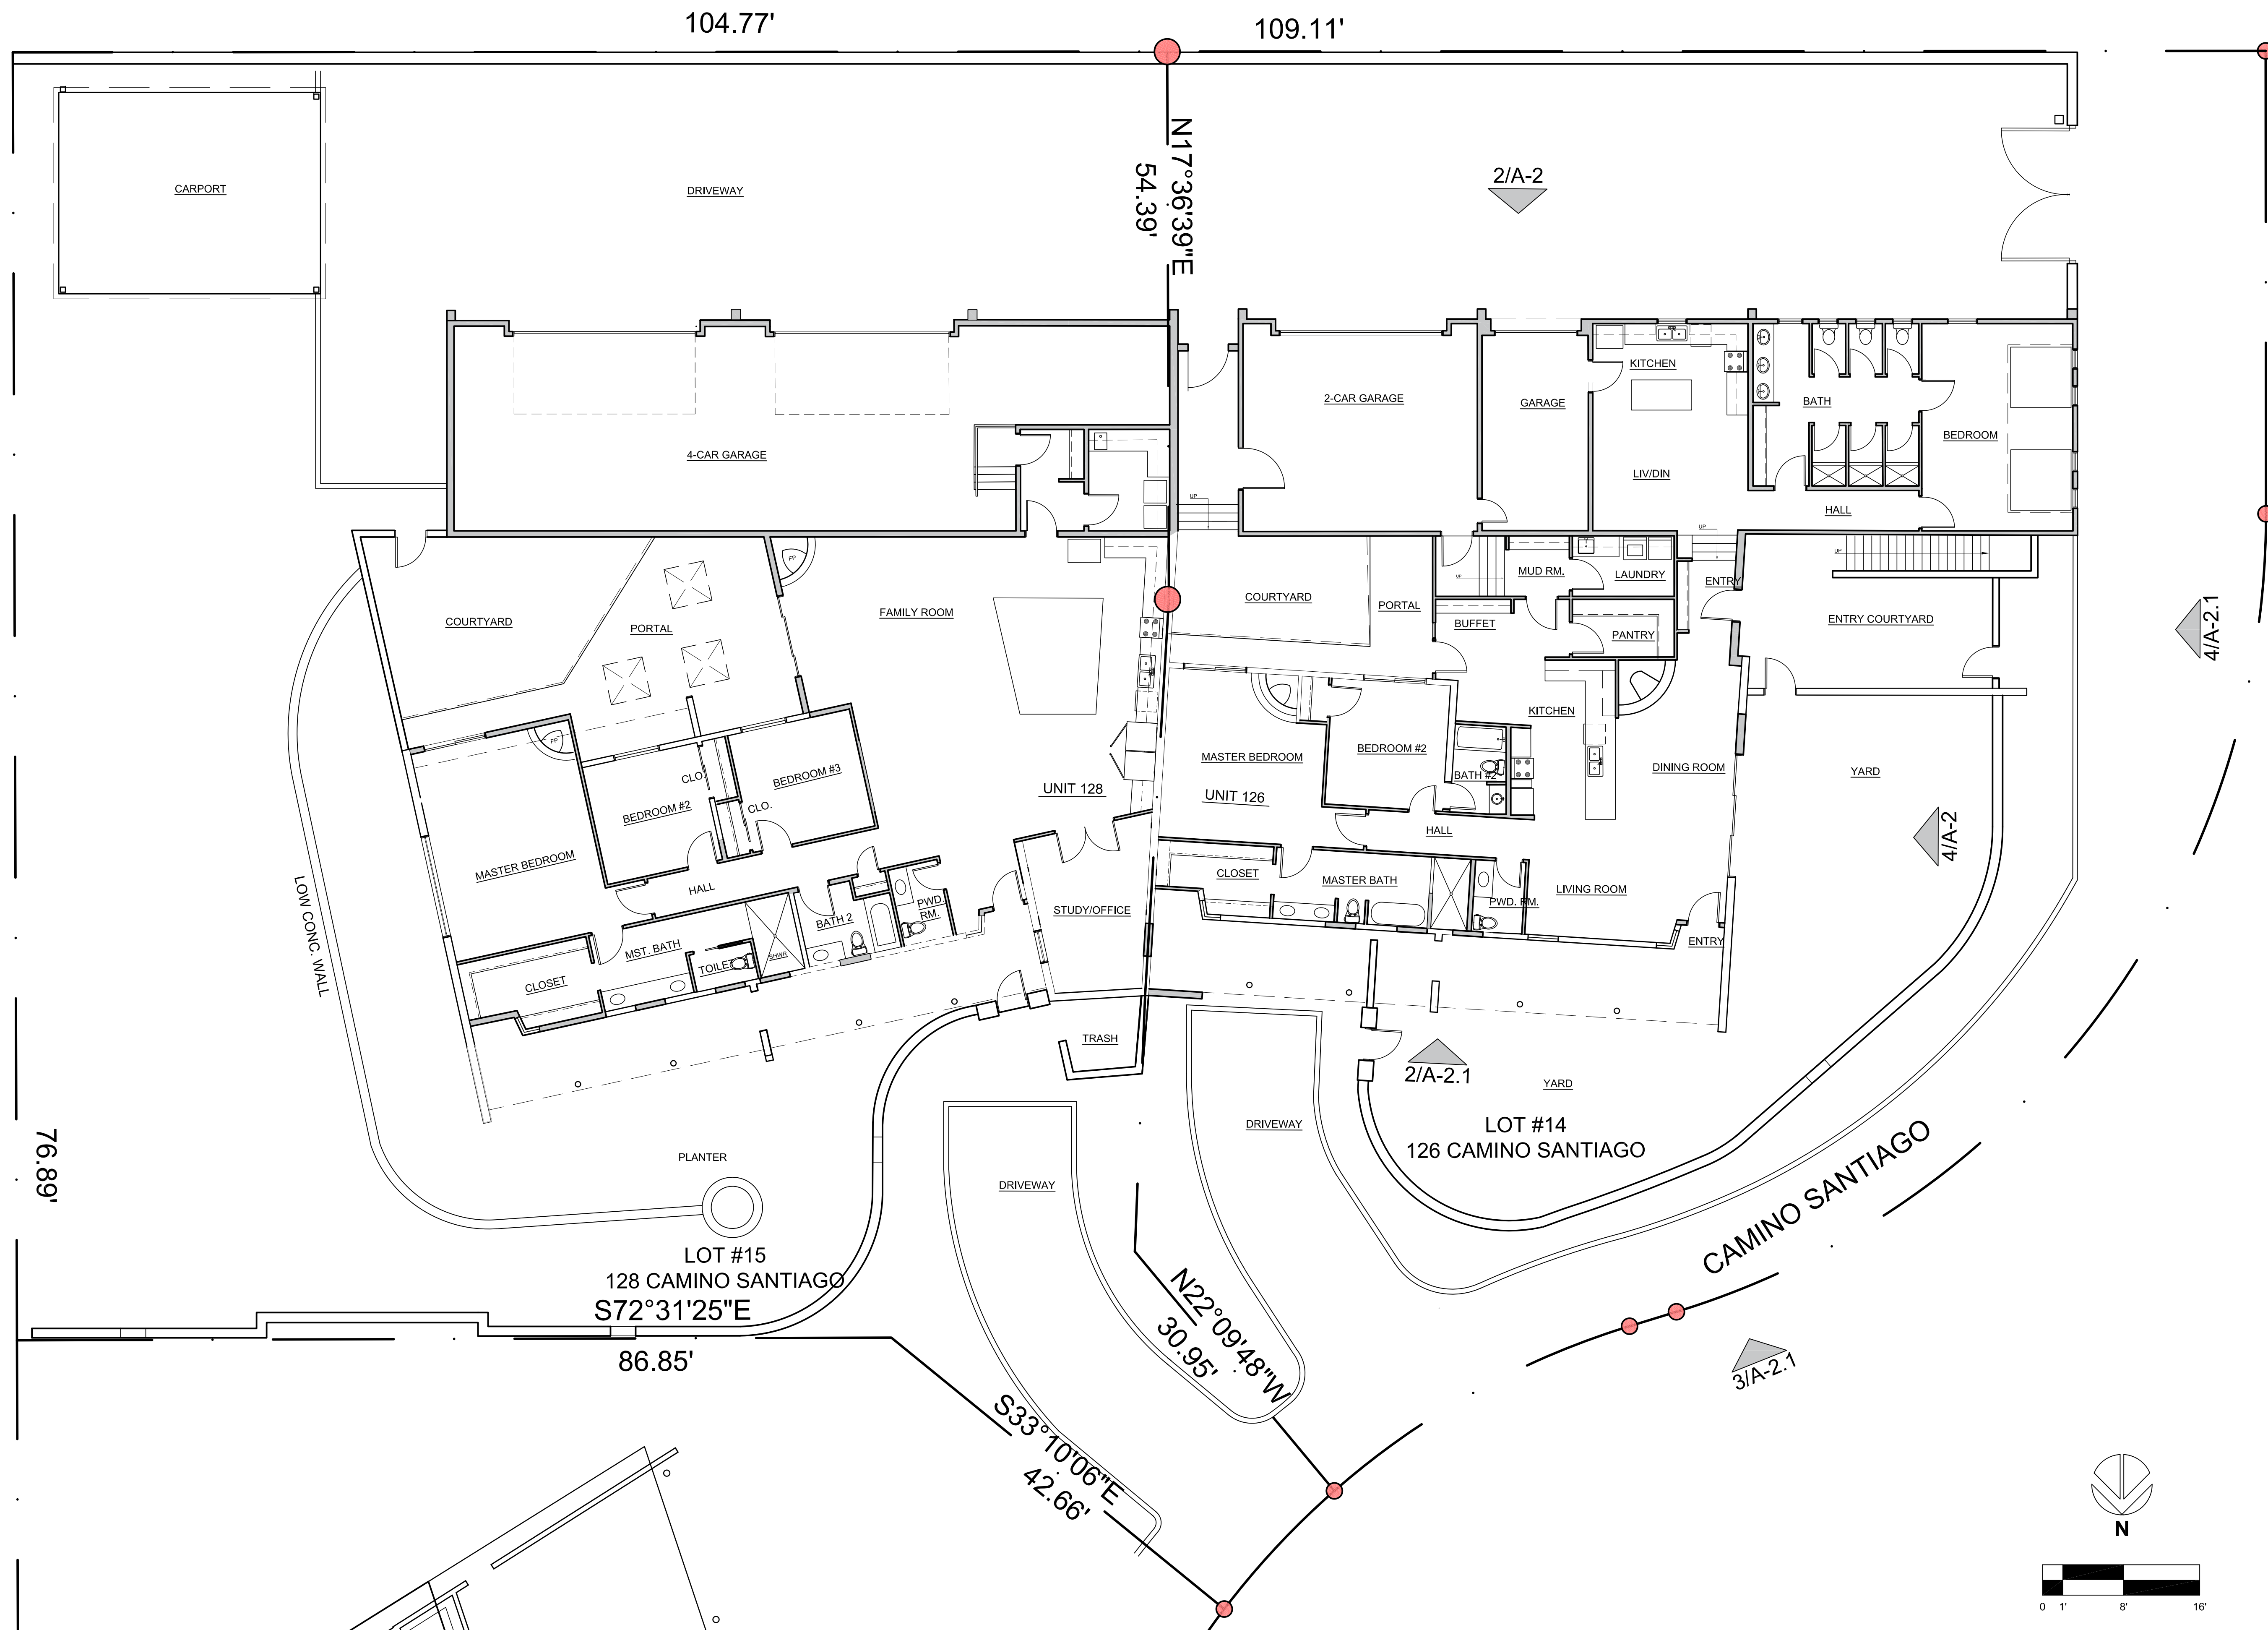 104.77'
109.11'
N17°36'39"E
54.39'
CARPORT
DRIVEWAY
2/A-2
KITCHEN
2-CAR GARAGE
GARAGE
BATH
BEDROOM
4-CAR GARAGE
LIV/DIN
UP
HALL
UP
UP
UP
FP
MUD RM.
LAUNDRY
ENTRY
COURTYARD
PORTAL
FAMILY ROOM
COURTYARD
PORTAL
BUFFET
PANTRY
ENTRY COURTYARD
4/A-2.1
FP
KITCHEN
MASTER BEDROOM
BEDROOM #2
BATH #2
DINING ROOM
YARD
CLO.
BEDROOM #3
UNIT 128
UNIT 126
BEDROOM #2
CLO.
HALL
4/A-2
MASTER BEDROOM
HALL
CLOSET
MASTER BATH
LIVING ROOM
PWD. RM.
LOW CONC. WALL
BATH 2
PWD.
RM.
STUDY/OFFICE
MST. BATH
TOILET
SHWR
ENTRY
CLOSET
TRASH
2/A-2.1
YARD
DRIVEWAY
LOT #14
126 CAMINO SANTIAGO
76.89'
PLANTER
DRIVEWAY
CAMINO SANTIAGO
LOT #15
128 CAMINO SANTIAGO
S72°31'25"E
86.85'
N22°09'48"W
30.95'
3/A-2.1
S33°10'06"E
42.66'
N
0 1' 8' 16'